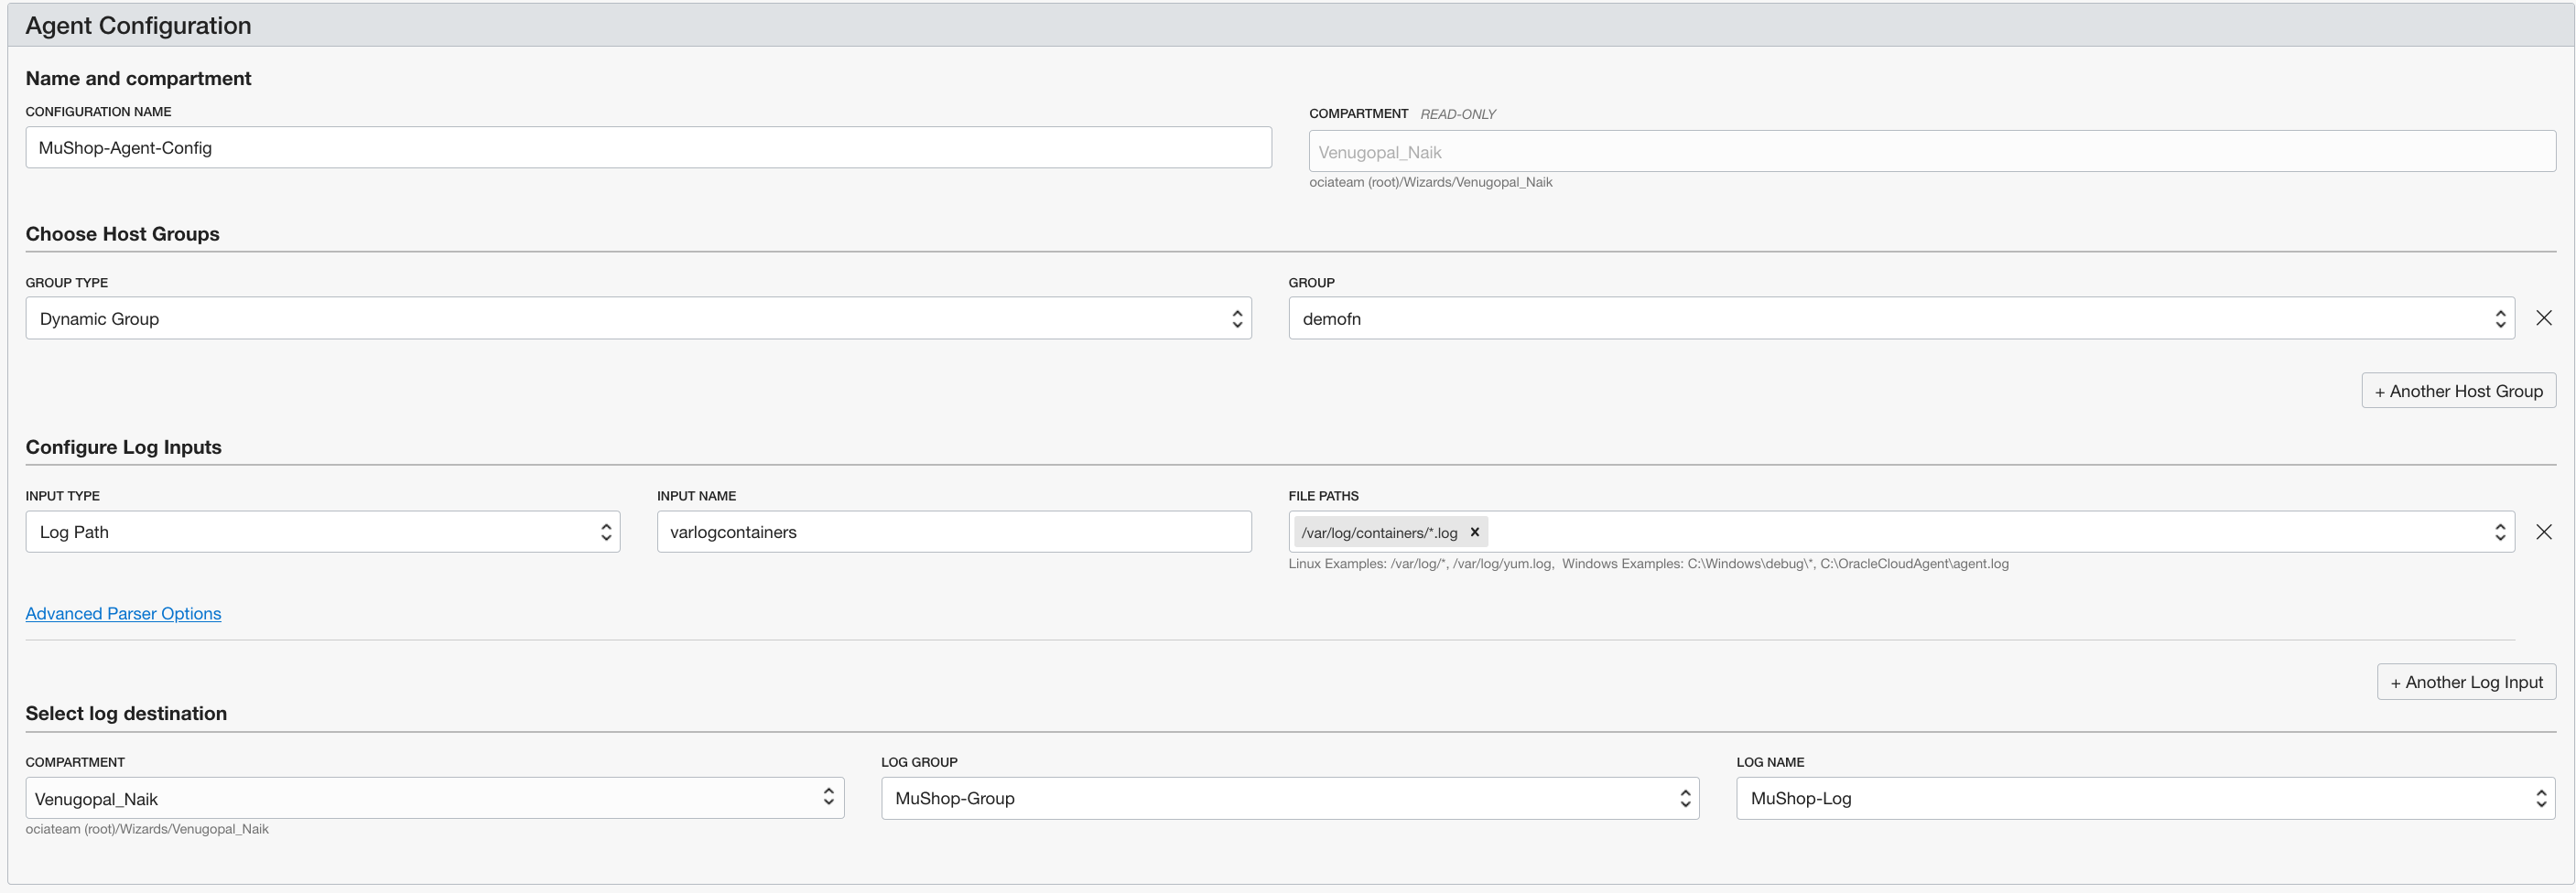 Agent Configuration
Name and compartment
CONFIGURATION NAME
MuShop-Agent-Config
COMPARTMENT READ-ONLY
Venugopal_Naik
ociateam (root)/Wizards/Venugopal_Naik
Choose Host Groups
GROUP TYPE
Dynamic Group
GROUP
demofn
+ Another Host Group
Configure Log Inputs
INPUT TYPE
Log Path
INPUT NAME
varlogcontainers
FILE PATHS
/var/log/containers/*.log
Linux Examples: /var/log/*, /var/log/yum.log, Windows Examples: C:\Windows\debug\*, C:\OracleCloudAgent\agent.log
Advanced Parser Options
+ Another Log Input
Select log destination
COMPARTMENT
Venugopal_Naik
ociateam (root)/Wizards/Venugopal_Naik
LOG GROUP
MuShop-Group
LOG NAME
MuShop-Log